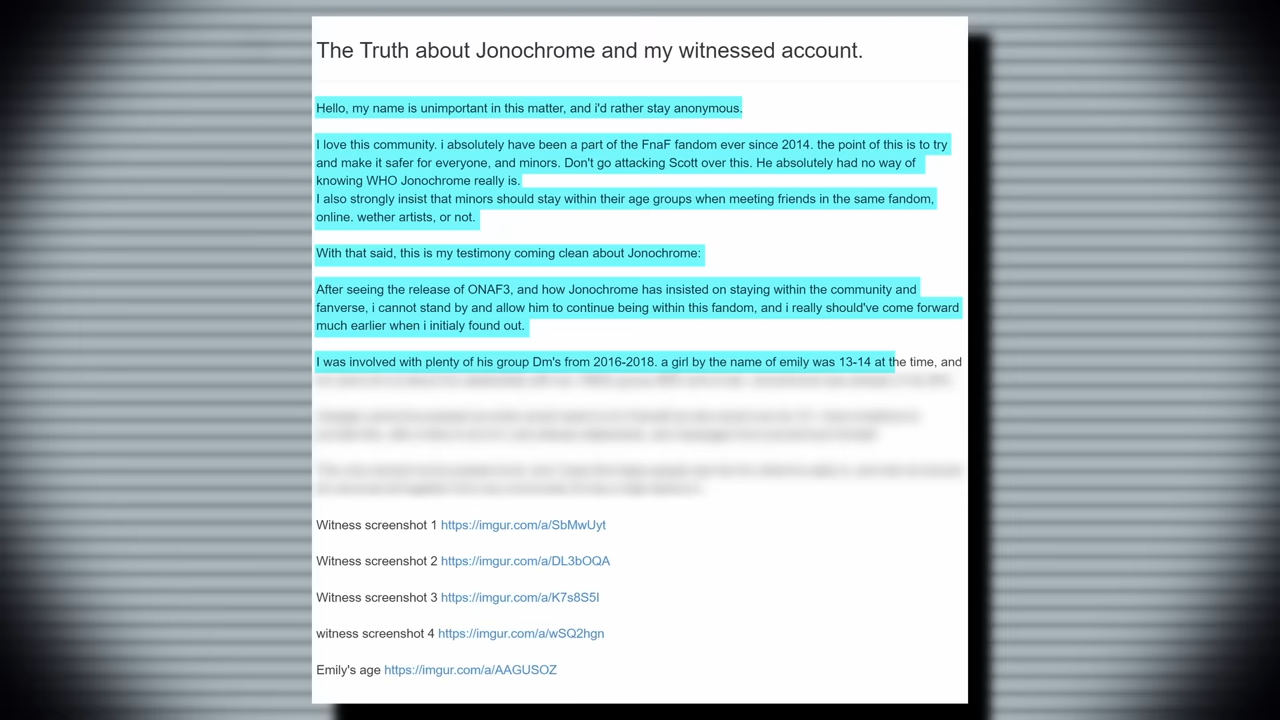 The Truth about Jonochrome and my witnessed account.
Hello, my name is unimportant in this matter, and i'd rather stay anonymous.
I love this community. i absolutely have been a part of the FnaF fandom ever since 2014. the point of this is to try
and make it safer for everyone, and minors. Don't go attacking Scott over this. He absolutely had no way of
knowing WHO Jonochrome really is.
I also strongly insist that minors should stay within their age groups when meeting friends in the same fandom,
online. wether artists, or not.
With that said, this is my testimony coming clean about Jonochrome:
After seeing the release of ONAF3, and how Jonochrome has insisted on staying within the community and
fanverse, i cannot stand by and allow him to continue being within this fandom, and i really should've come forward
much earlier when i initialy found out.
I was involved with plenty of his group Dm's from 2016-2018. a girl by the name of emily was 13-14 at the time, and
Witness screenshot 1 https://imgur.com/a/SbMwUyt
Witness screenshot 2 https://imgur.com/a/DL3bOQA
Witness screenshot 3 https://imgur.com/a/K7s8S5I
witness screenshot 4 https://imgur.com/a/wSQ2hgn
Emily's age https://imgur.com/a/AAGUSOZ